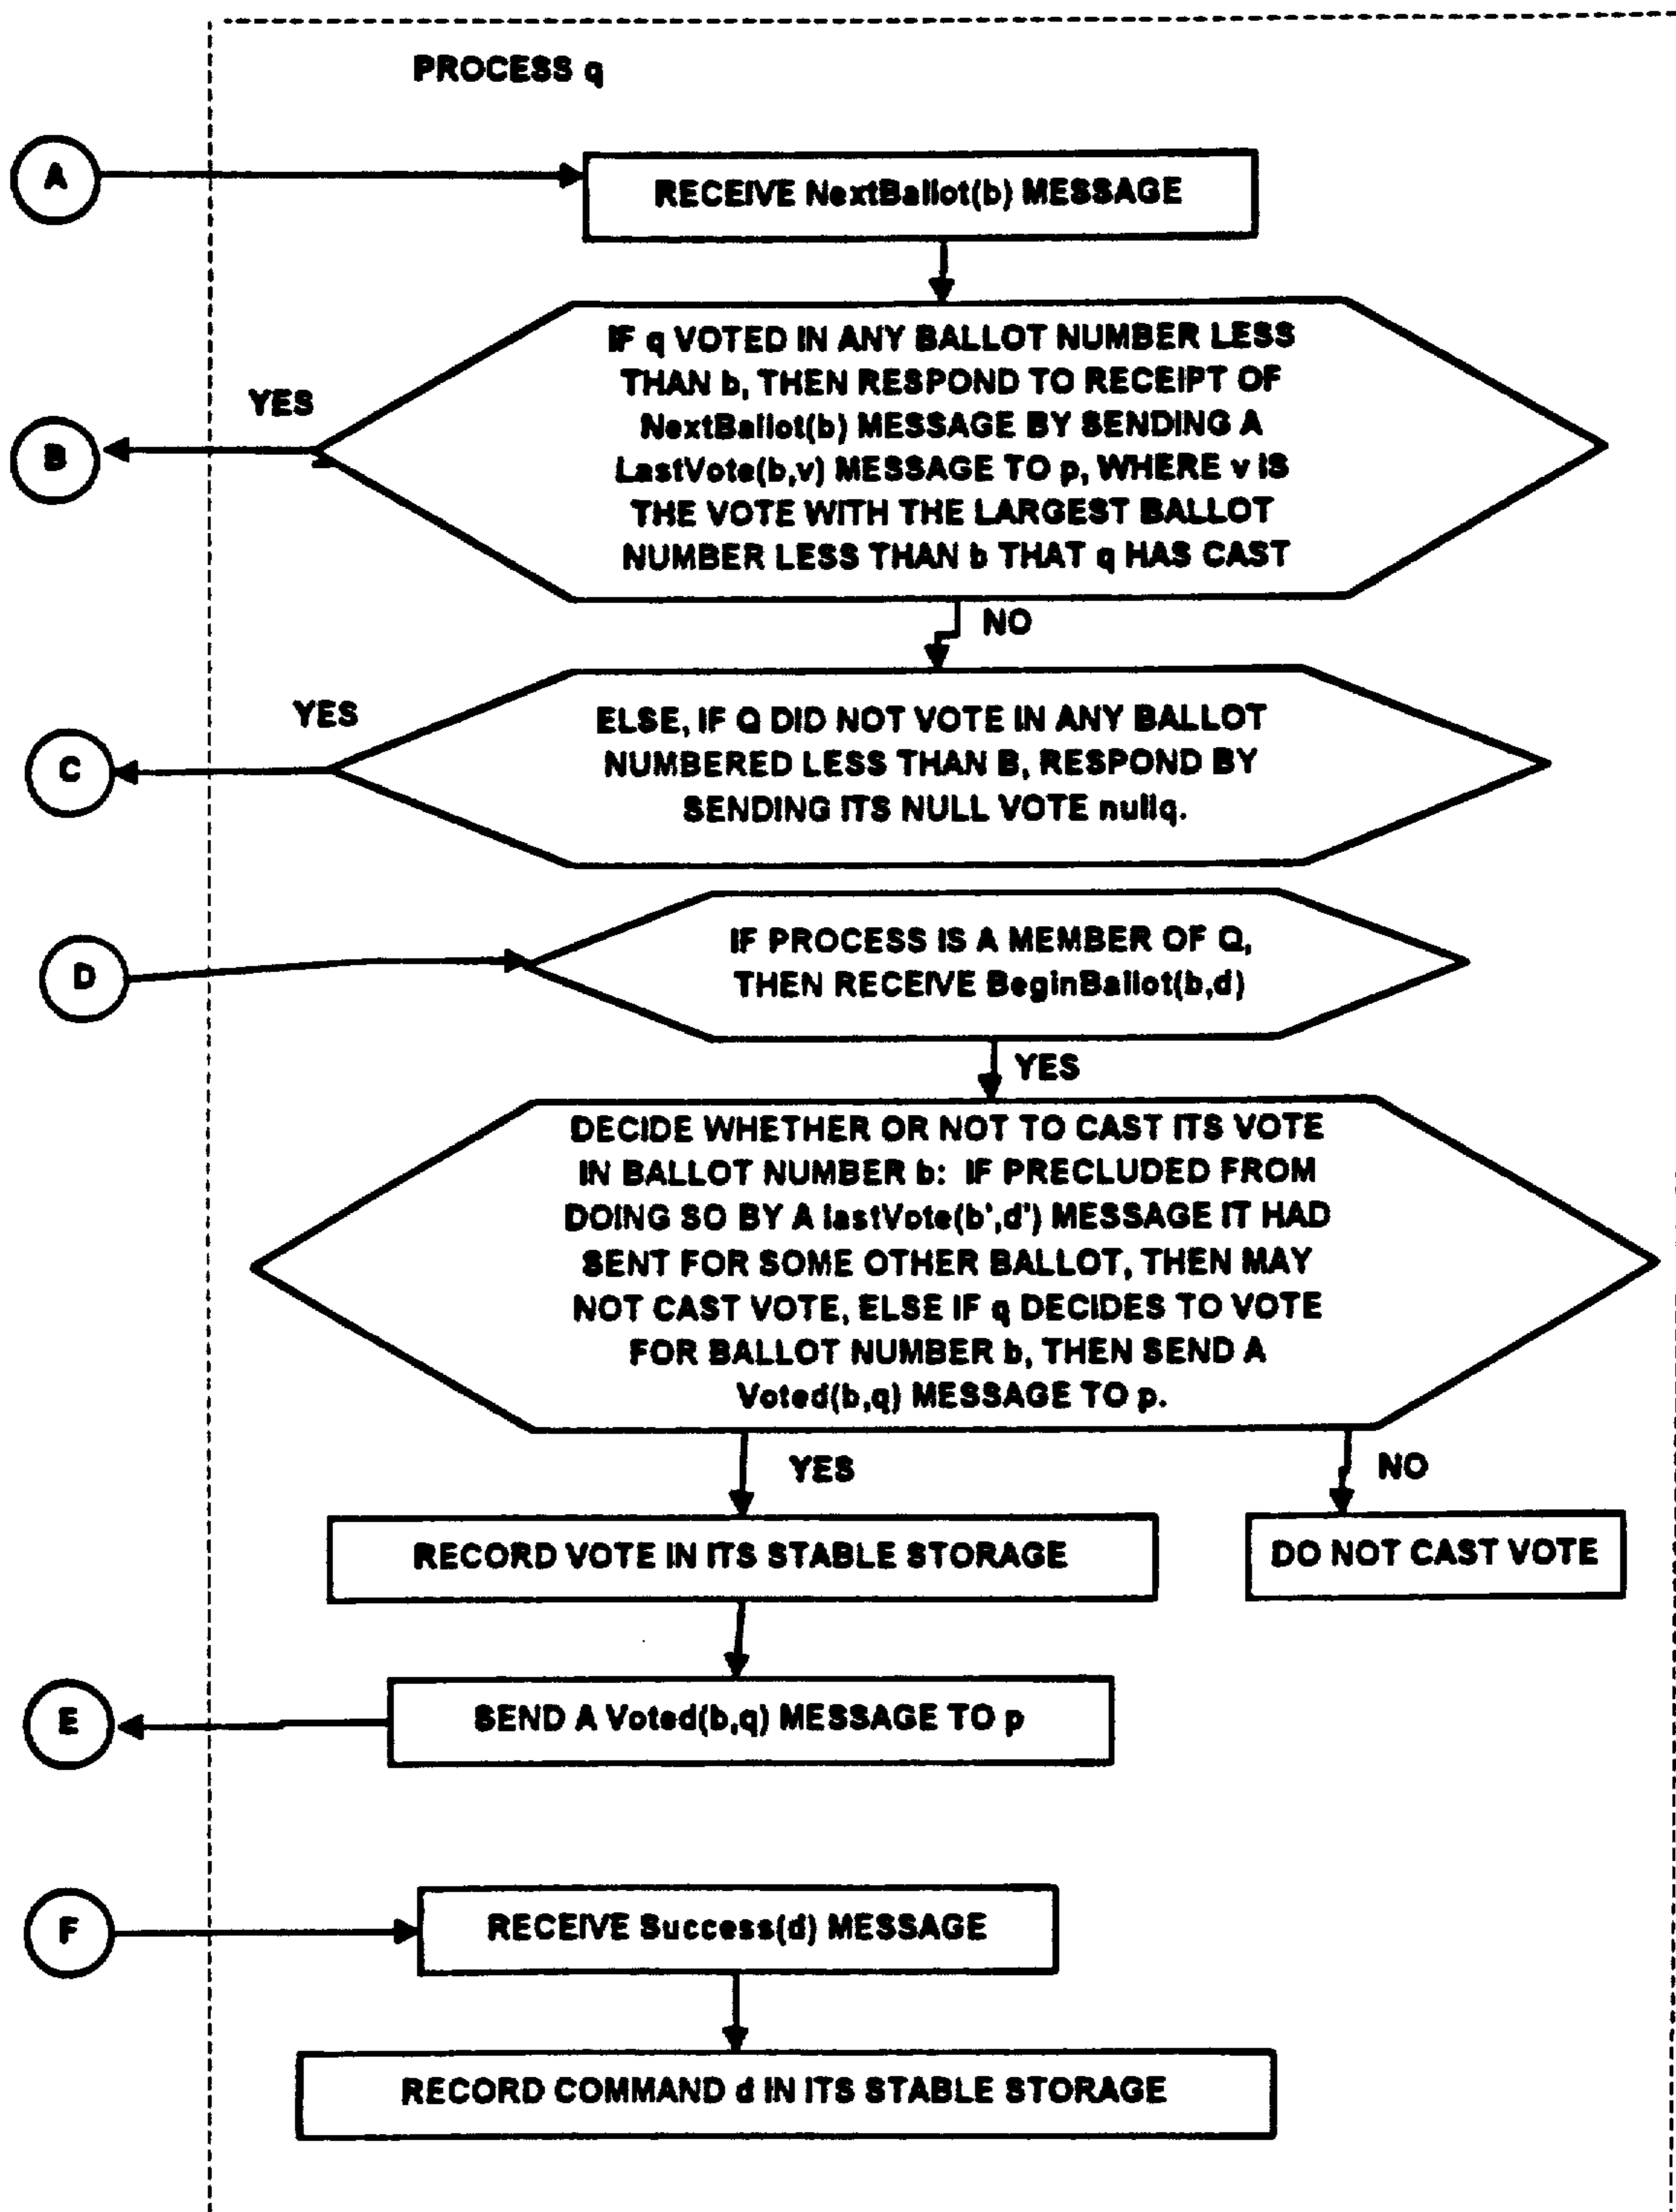 PROCESS q
A
RECEIVE NextBallot(b) MESSAGE
IF q VOTED IN ANY BALLOT NUMBER LESS
THAN b, THEN RESPOND TO RECEIPT OF
NextBallot(b) MESSAGE BY SENDING A
LastVote(b,v) MESSAGE TO p, WHERE v IS
THE VOTE WITH THE LARGEST BALLOT
NUMBER LESS THAN b THAT q HAS CAST
YES
B
NO
ELSE, IF Q DID NOT VOTE IN ANY BALLOT
NUMBERED LESS THAN B, RESPOND BY
SENDING ITS NULL VOTE nullq.
YES
C
D
IF PROCESS IS A MEMBER OF Q,
THEN RECEIVE BeginBallot(b,d)
YES
DECIDE WHETHER OR NOT TO CAST ITS VOTE
IN BALLOT NUMBER b: IF PRECLUDED FROM
DOING SO BY A lastVote(b',d') MESSAGE IT HAD
SENT FOR SOME OTHER BALLOT, THEN MAY
NOT CAST VOTE, ELSE IF q DECIDES TO VOTE
FOR BALLOT NUMBER b, THEN SEND A
Voted(b,q) MESSAGE TO p.
YES
NO
RECORD VOTE IN ITS STABLE STORAGE
DO NOT CAST VOTE
E
SEND A Voted(b,q) MESSAGE TO p
F
RECEIVE Success(d) MESSAGE
RECORD COMMAND d IN ITS STABLE STORAGE